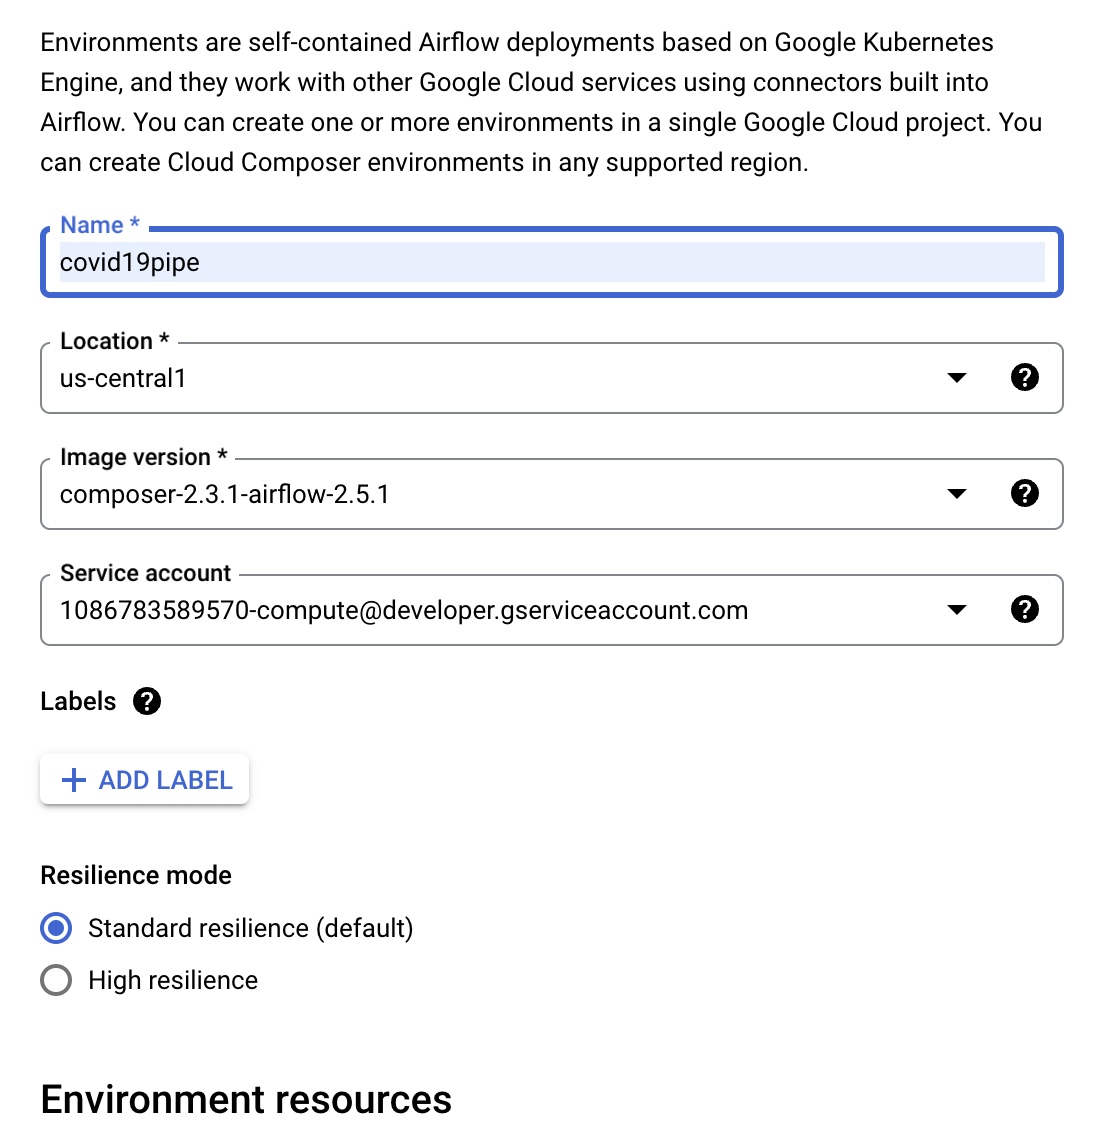 Environments are self-contained Airflow deployments based on Google Kubernetes
Engine, and they work with other Google Cloud services using connectors built into
Airflow. You can create one or more environments in a single Google Cloud project. You
can create Cloud Composer environments in any supported region.
Name *
covid19pipe
Location *
us-central1
Image version *
composer-2.3.1-airflow-2.5.1
Service account
1086783589570-compute@developer.gserviceaccount.com
Labels
ADD LABEL
Resilience mode
Standard resilience (default)
High resilience
Environment resources